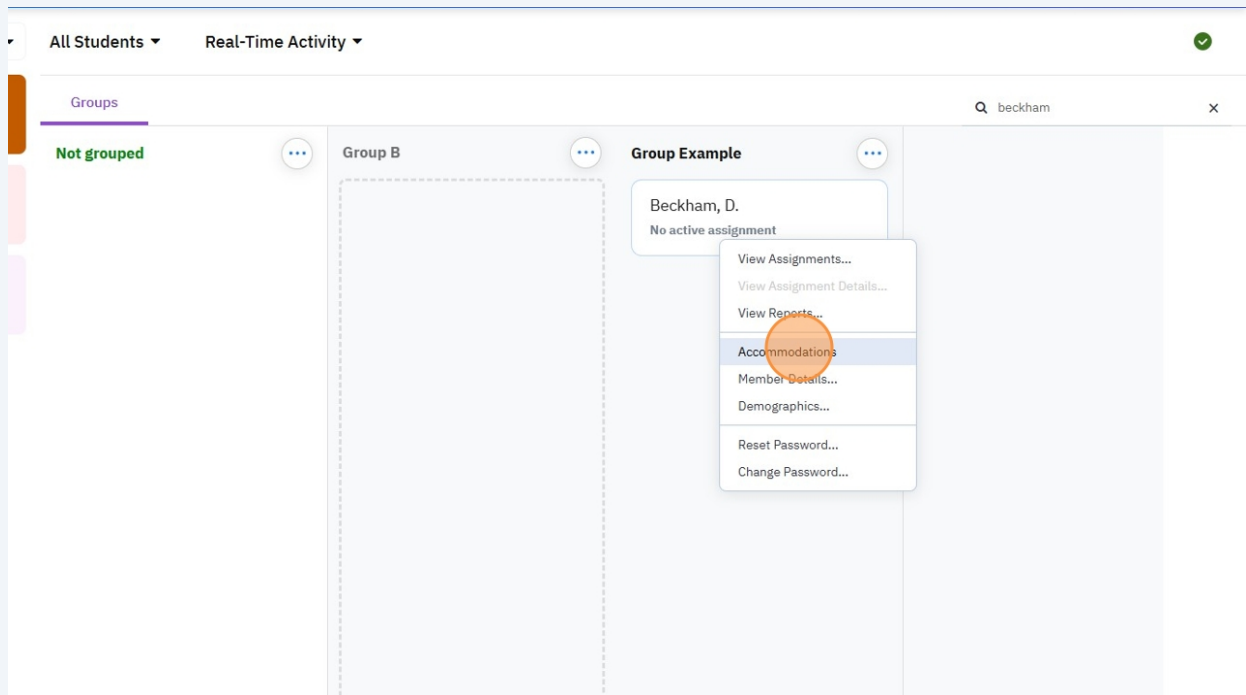 All Students
Real-Time Activity
Groups
beckham
Not grouped
Group B
Group Example
Beckham, D.
No active assignment
View Assignments...
View Assignment Details...
View Reports...
Accommodations
Member Details...
Demographics...
Reset Password...
Change Password...